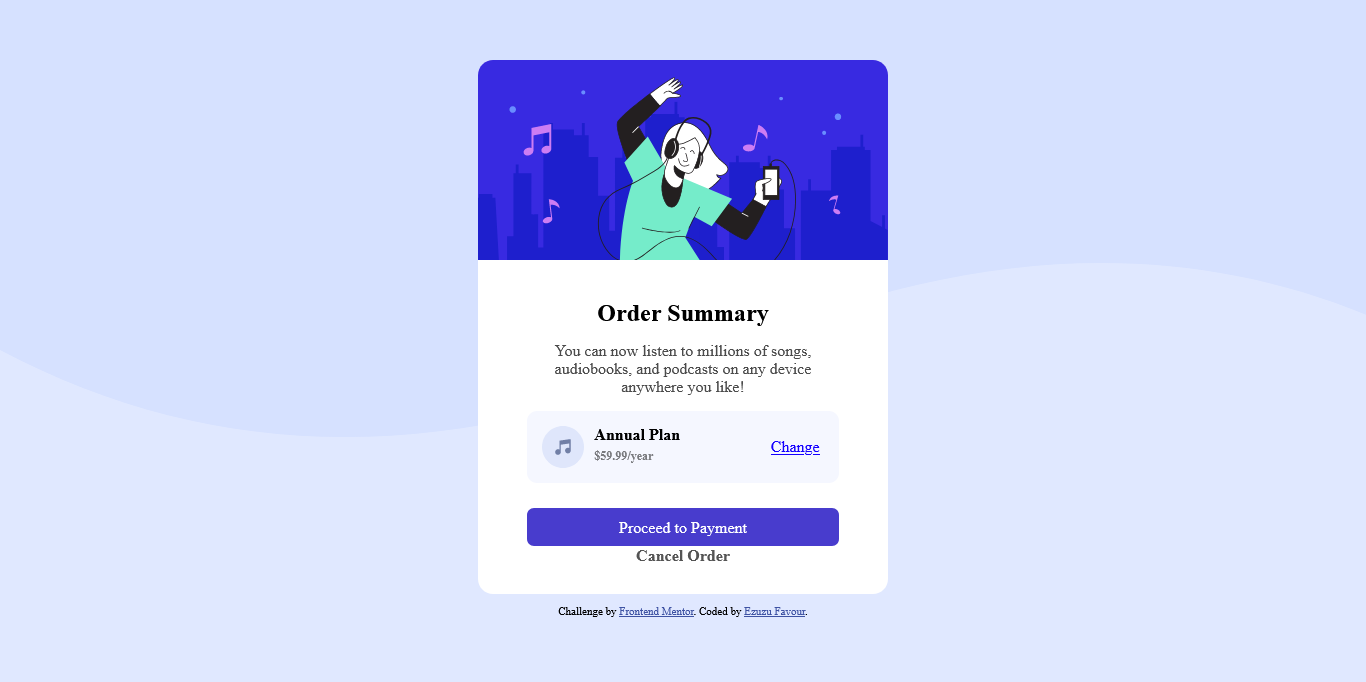 Order Summary
You can now listen to millions of songs,
audiobooks, and podcasts on any device
anywhere you like!
Annual Plan
$59.99/year
Change
Proceed to Payment
Cancel Order
Challenge by Frontend Mentor. Coded by Ezuzu Favour.